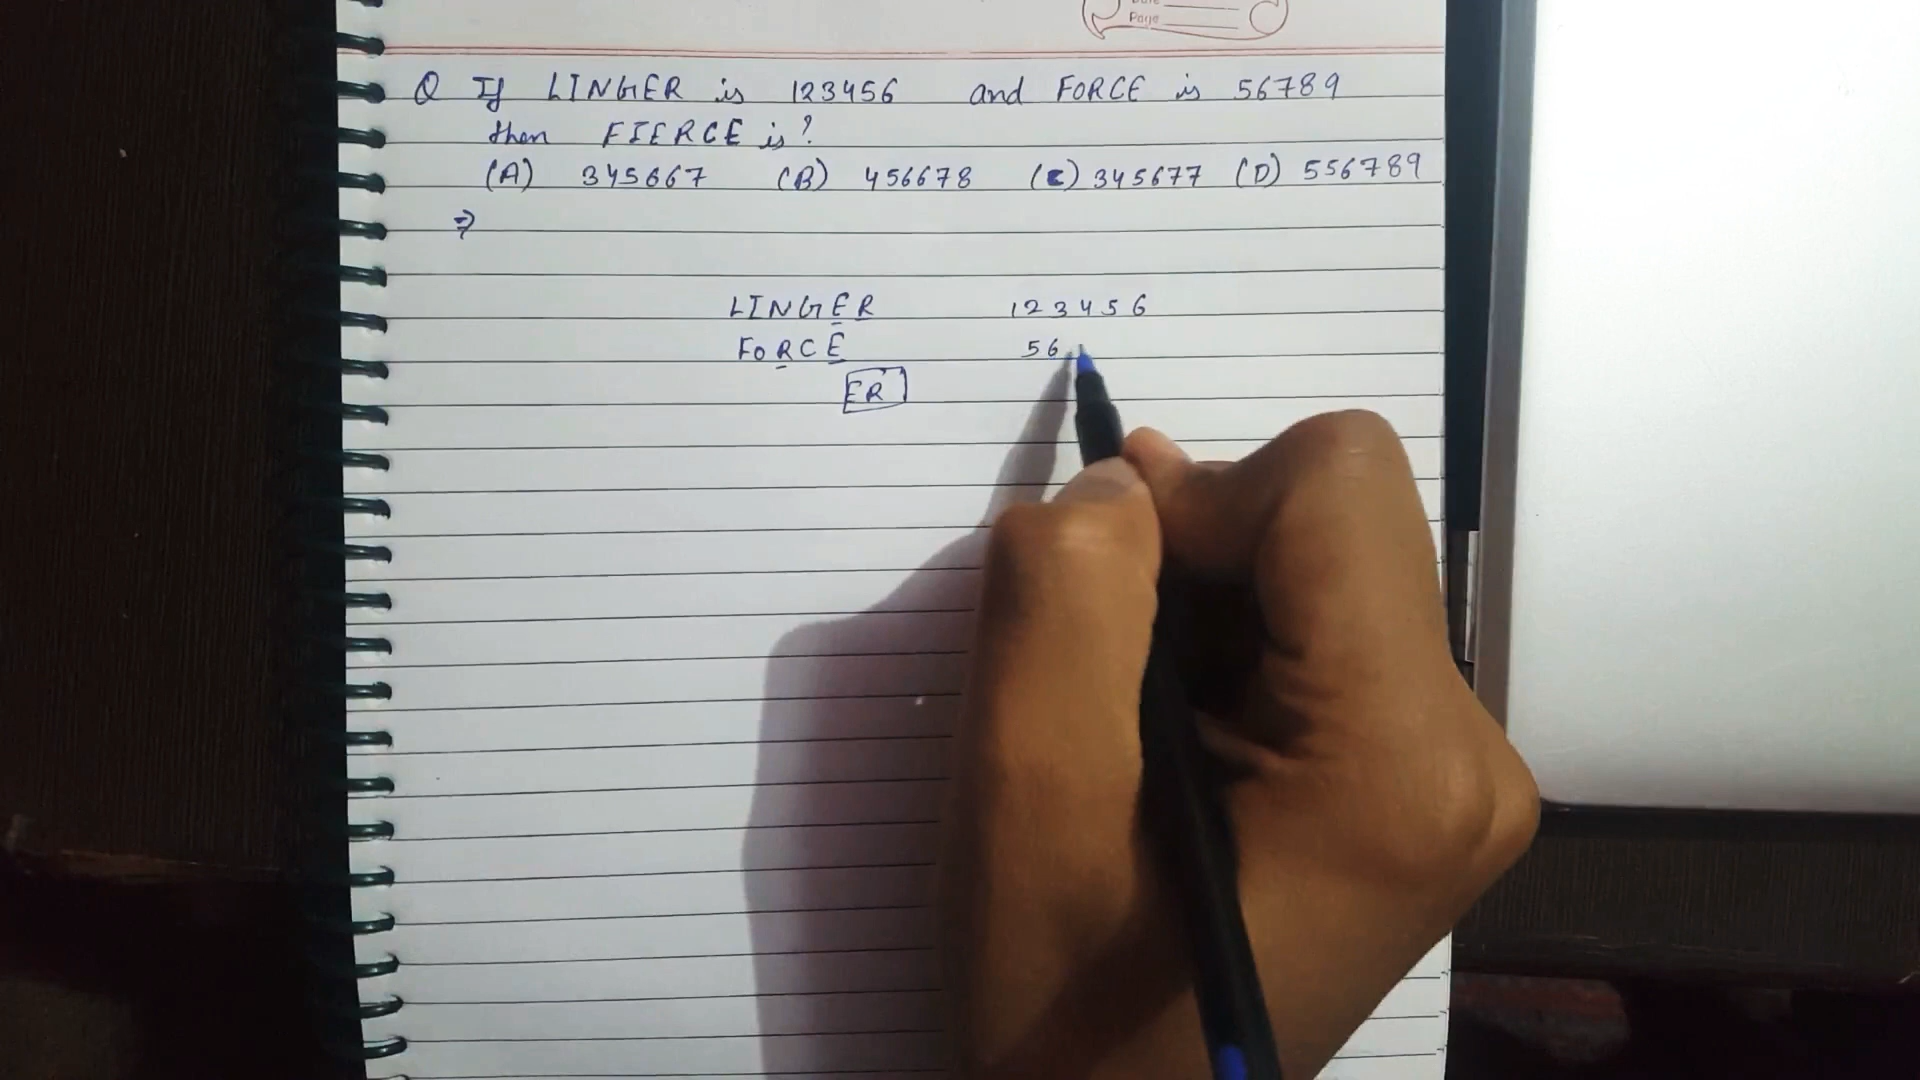 Page
Q If LINGER is 123456 and FORCE is 56789
then FIERCE is?
(A) 345667 (B) 456678 (C) 345677 (D) 556789
⇒
LINGER 123456
FORCE 56
ER